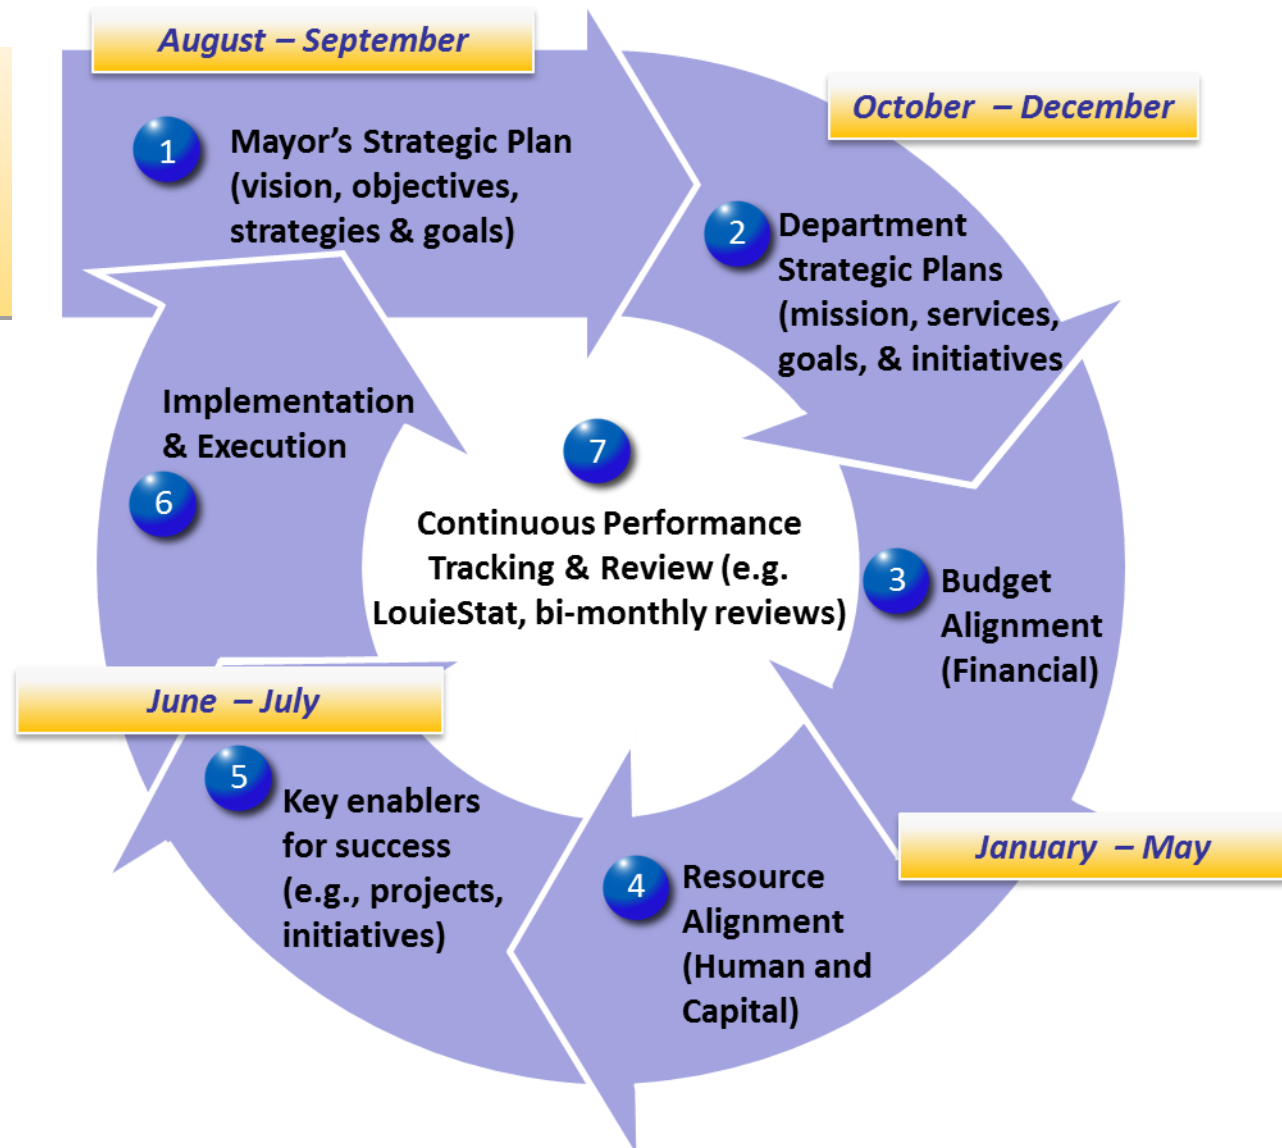 August – September
1
Mayor’s Strategic Plan
(vision, objectives,
strategies & goals)
October – December
2
Department
Strategic Plans
(mission, services,
goals, & initiatives
3
Budget
Alignment
(Financial)
January – May
4
Resource
Alignment
(Human and
Capital)
5
Key enablers
for success
(e.g., projects,
initiatives)
June – July
6
Implementation
& Execution
7
Continuous Performance
Tracking & Review (e.g.
LouieStat, bi-monthly reviews)